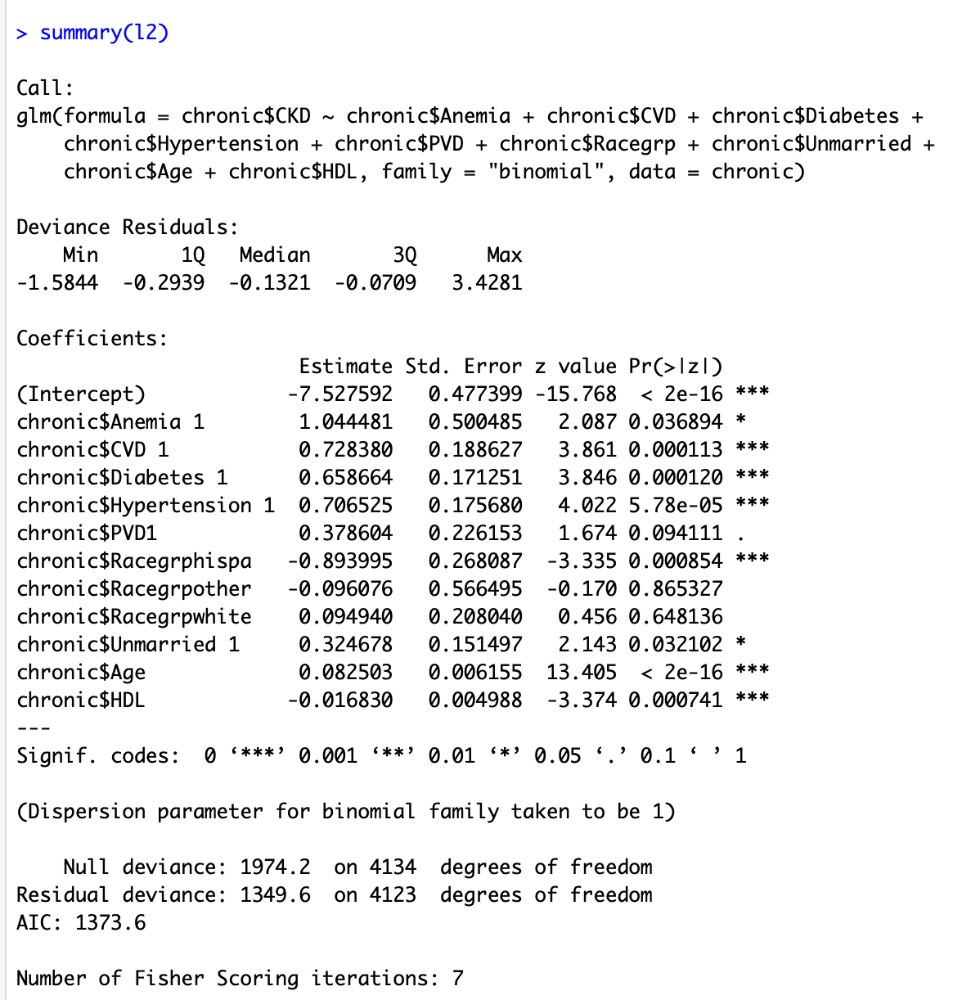 > summary(l2)
Call:
glm(formula = chronic$CKD ~ chronic$Anemia + chronic$CVD + chronic$Diabetes +
    chronic$Hypertension + chronic$PVD + chronic$Racegrp + chronic$Unmarried +
    chronic$Age + chronic$HDL, family = "binomial", data = chronic)
Deviance Residuals:
    Min       1Q   Median       3Q      Max
-1.5844  -0.2939  -0.1321  -0.0709   3.4281
Coefficients:
                        Estimate Std. Error z value Pr(>|z|)
(Intercept)            -7.527592   0.477399 -15.768  < 2e-16 ***
chronic$Anemia 1        1.044481   0.500485   2.087 0.036894 *
chronic$CVD 1           0.728380   0.188627   3.861 0.000113 ***
chronic$Diabetes 1      0.658664   0.171251   3.846 0.000120 ***
chronic$Hypertension 1  0.706525   0.175680   4.022 5.78e-05 ***
chronic$PVD1            0.378604   0.226153   1.674 0.094111 .
chronic$Racegrphispa   -0.893995   0.268087  -3.335 0.000854 ***
chronic$Racegrpother   -0.096076   0.566495  -0.170 0.865327
chronic$Racegrpwhite    0.094940   0.208040   0.456 0.648136
chronic$Unmarried 1     0.324678   0.151497   2.143 0.032102 *
chronic$Age             0.082503   0.006155  13.405  < 2e-16 ***
chronic$HDL            -0.016830   0.004988  -3.374 0.000741 ***
---
Signif. codes:  0 ‘***’ 0.001 ‘**’ 0.01 ‘*’ 0.05 ‘.’ 0.1 ‘ ’ 1
(Dispersion parameter for binomial family taken to be 1)
    Null deviance: 1974.2  on 4134  degrees of freedom
Residual deviance: 1349.6  on 4123  degrees of freedom
AIC: 1373.6
Number of Fisher Scoring iterations: 7